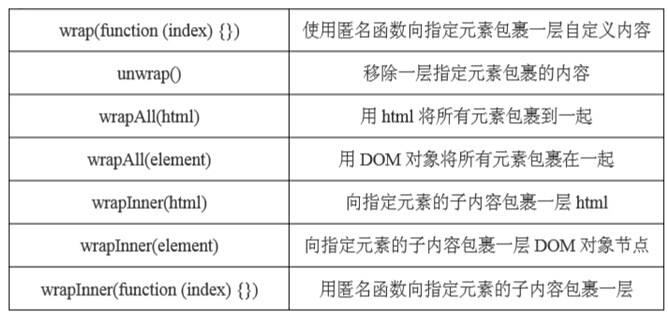 wrap(function (index) {}) 使用匿名函数向指定元素包裹一层自定义内容
unwrap() 移除一层指定元素包裹的内容
wrapAll(html) 用 html 将所有元素包裹到一起
wrapAll(element) 用 DOM 对象将所有元素包裹在一起
wrapInner(html) 向指定元素的子内容包裹一层 html
wrapInner(element) 向指定元素的子内容包裹一层 DOM 对象节点
wrapInner(function (index) {}) 用匿名函数向指定元素的子内容包裹一层